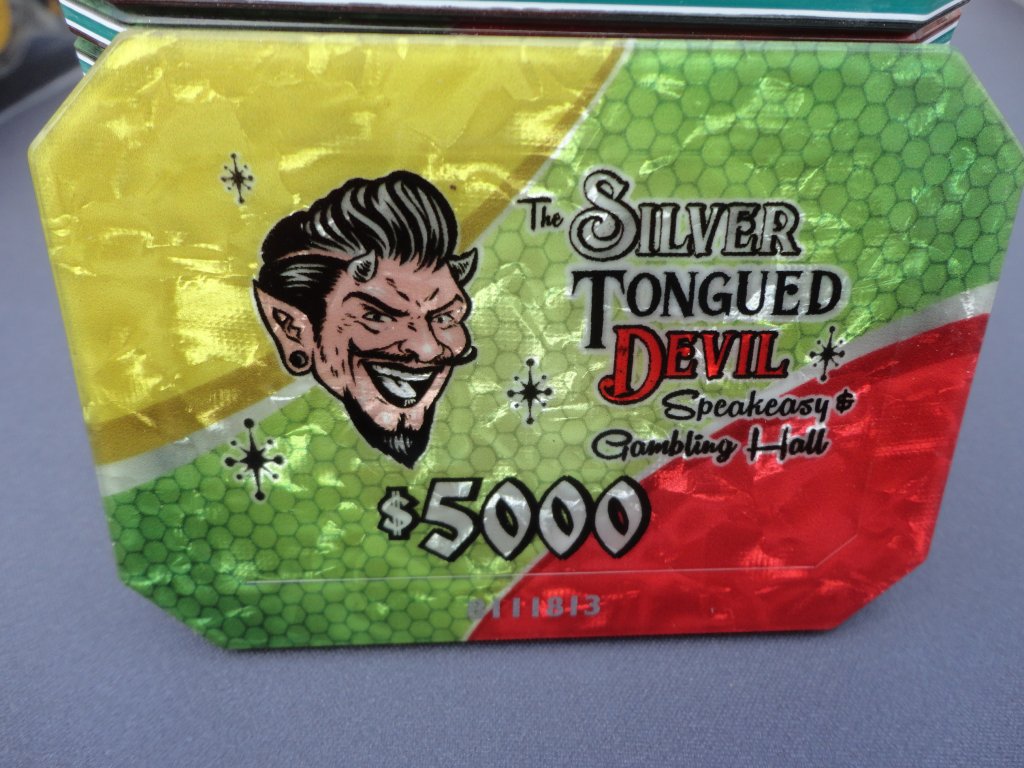 The SILVER
TONGUED
DEVIL
Speakeasy &
Gambling Hall
$5000
0111813